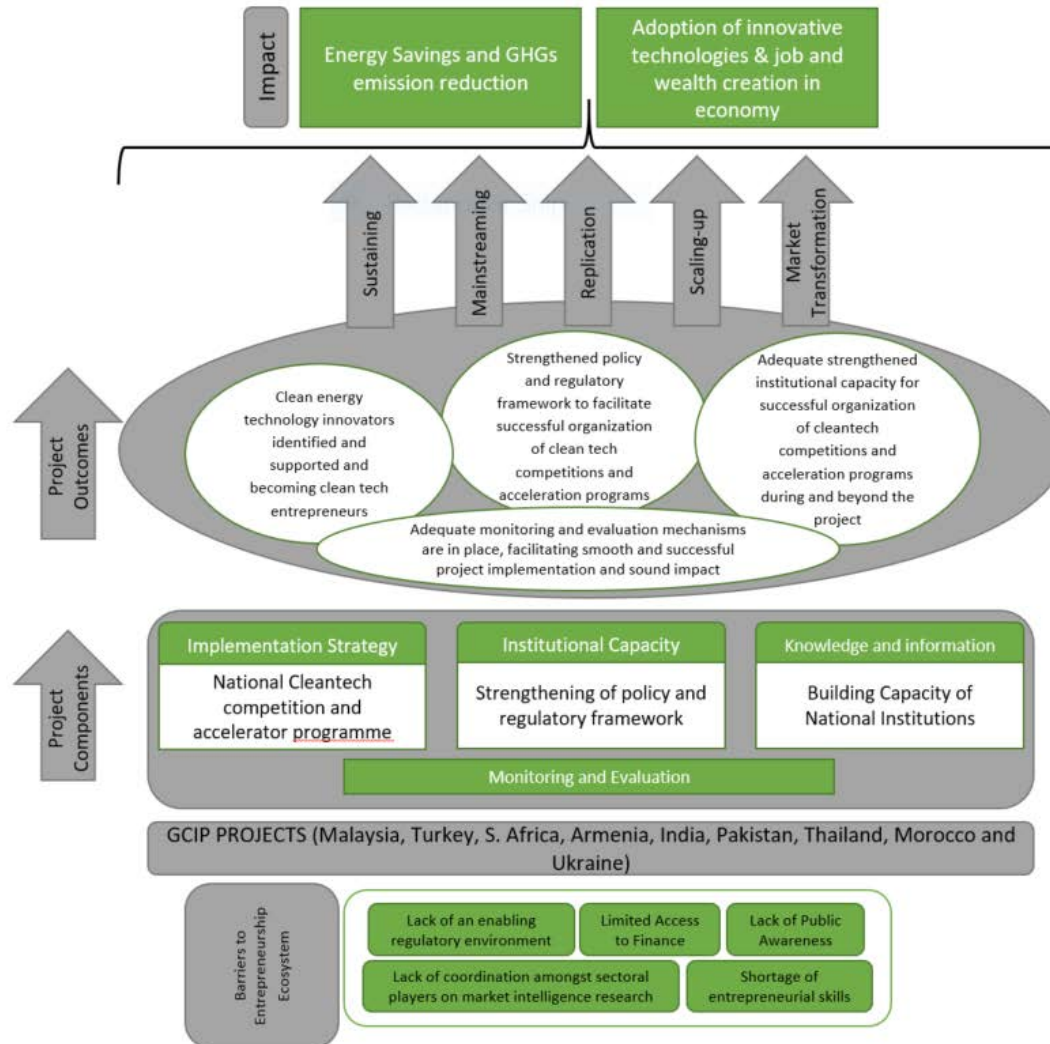 Impact
Energy Savings and GHGs
emission reduction
Adoption of innovative
technologies & job and
wealth creation in
economy
Sustaining
Mainstreaming
Replication
Scaling-up
Market
Transformation
Project
Outcomes
Clean energy
technology innovators
identified and
supported and
becoming clean tech
entrepreneurs
Strengthened policy
and regulatory
framework to facilitate
successful organization
of clean tech
competitions and
acceleration programs
Adequate strengthened
institutional capacity for
successful organization
of cleantech
competitions and
acceleration programs
during and beyond the
project
Adequate monitoring and evaluation mechanisms
are in place, facilitating smooth and successful
project implementation and sound impact
Project
Components
Implementation Strategy
National Cleantech
competition and
accelerator programme
Institutional Capacity
Strengthening of policy and
regulatory framework
Knowledge and information
Building Capacity of
National Institutions
Monitoring and Evaluation
GCIP PROJECTS (Malaysia, Turkey, S. Africa, Armenia, India, Pakistan, Thailand, Morocco and
Ukraine)
Barriers to
Entrepreneurship
Ecosystem
Lack of an enabling
regulatory environment
Limited Access
to Finance
Lack of Public
Awareness
Lack of coordination amongst sectoral
players on market intelligence research
Shortage of
entrepreneurial skills